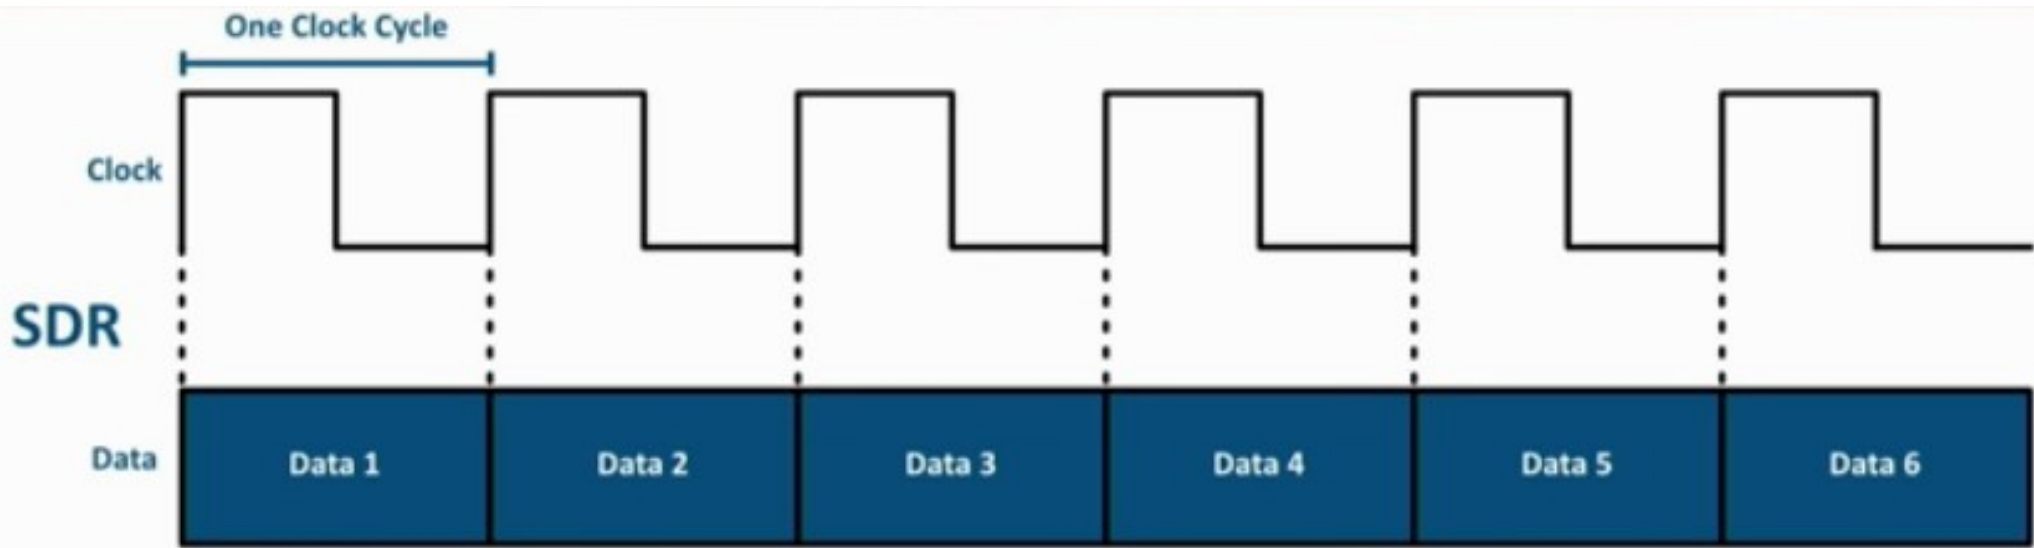 One Clock Cycle
Clock
SDR
Data
Data 1
Data 2
Data 3
Data 4
Data 5
Data 6